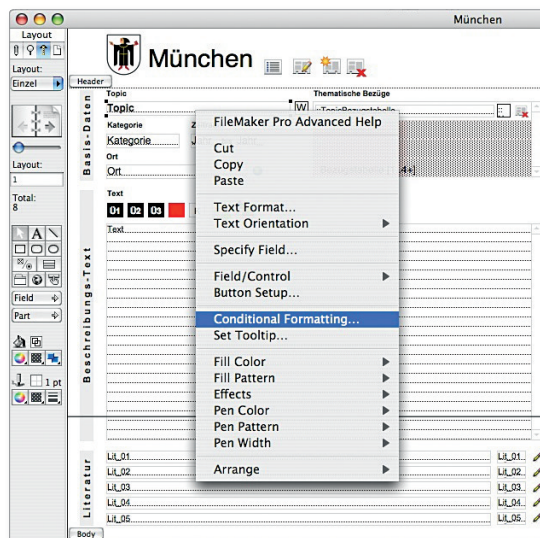 München
Layout
Layout:
Einzel
Layout:
1
Total:
8
Field
Part
1 pt
Header
München
Basis-Daten
Topic
Topic
Kategorie
Kategorie
Ort
Ort
Thematische Bezüge
W
::TopicBezugstabelle
4+]
FileMaker Pro Advanced Help
Cut
Copy
Paste
Text Format...
Text Orientation
Specify Field...
Field/Control
Button Setup...
Conditional Formatting...
Set Tooltip...
Fill Color
Fill Pattern
Effects
Pen Color
Pen Pattern
Pen Width
Arrange
Beschreibungs-Text
Text
01 02 03
Text
Literatur
Lit_01 Lit_01
Lit_02 Lit_02
Lit_03 Lit_03
Lit_04 Lit_04
Lit_05 Lit_05
Body